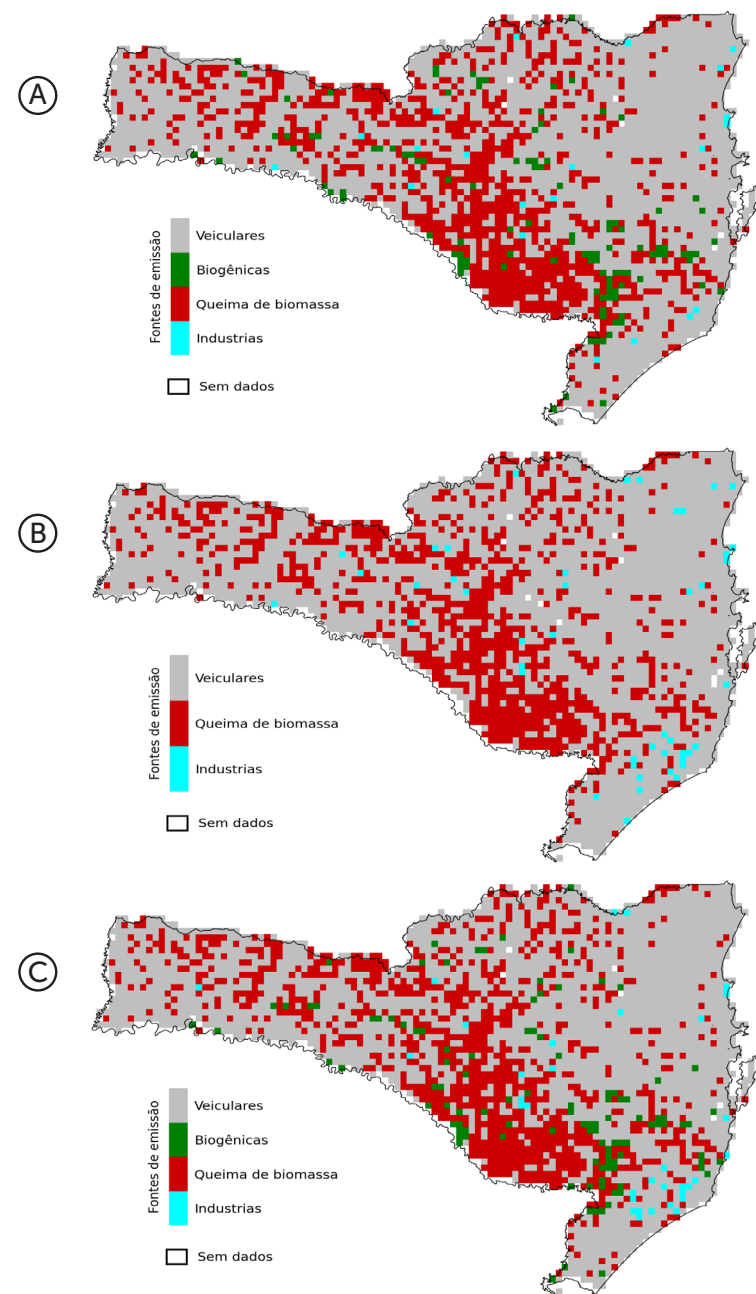 A
Fontes de emissão
Veiculares
Biogênicas
Queima de biomassa
Industrias
Sem dados
B
Fontes de emissão
Veiculares
Queima de biomassa
Industrias
Sem dados
C
Fontes de emissão
Veiculares
Biogênicas
Queima de biomassa
Industrias
Sem dados